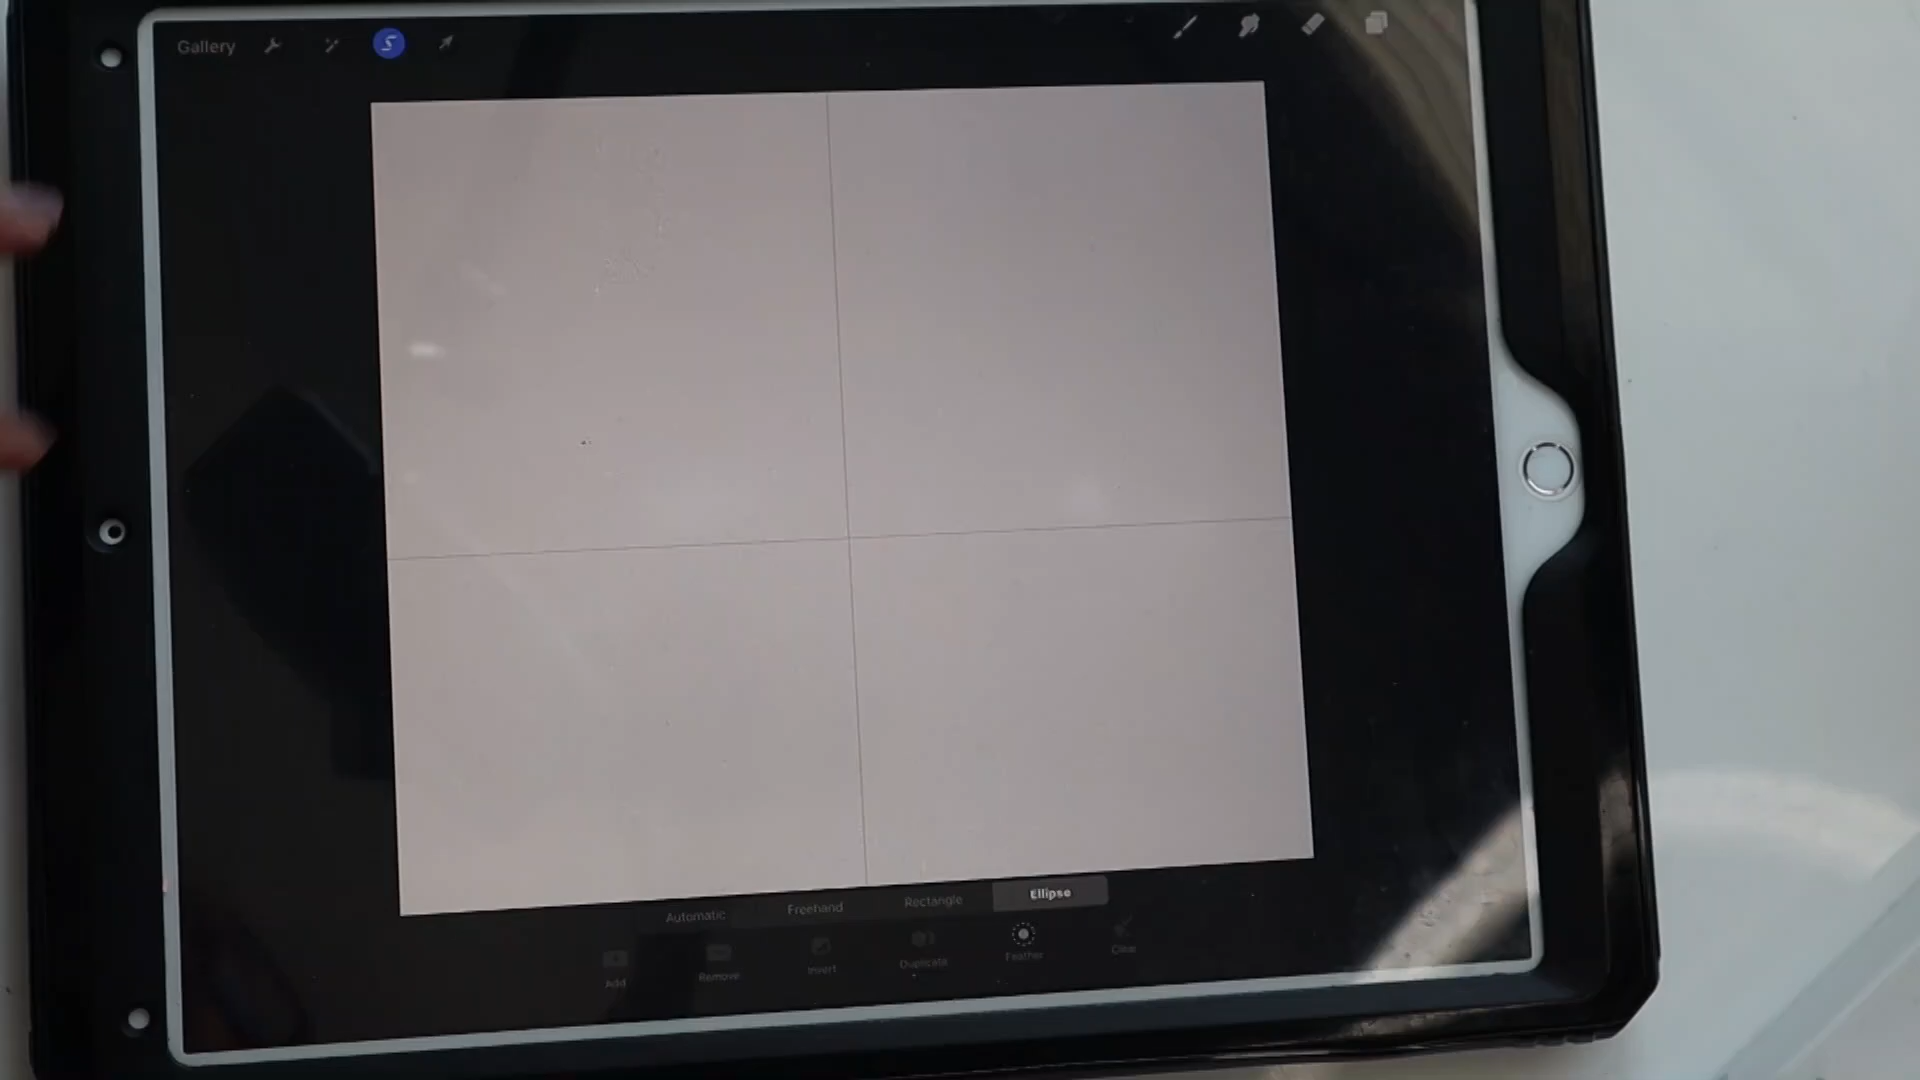 Gallery
Automatic Freehand Rectangle Ellipse
Add Remove Invert Duplicate Feather Clear